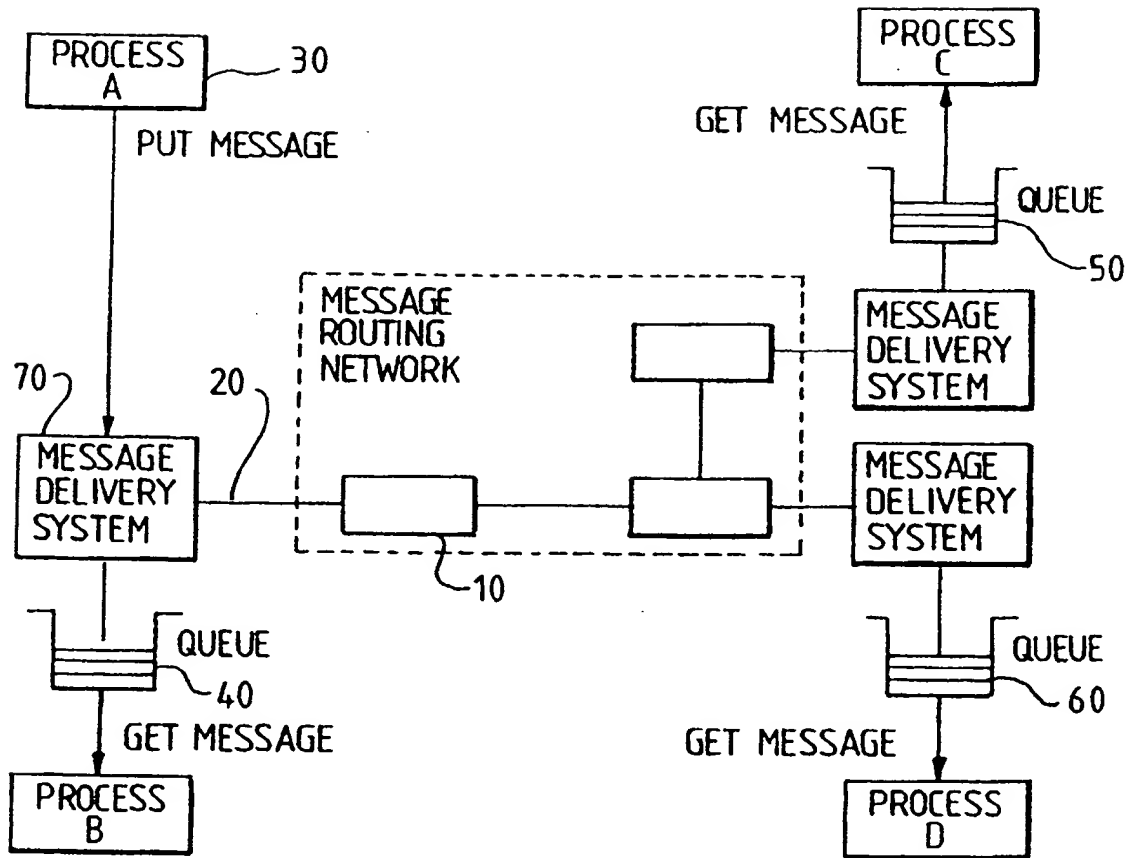 PROCESS
A
30
PUT MESSAGE
PROCESS
C
GET MESSAGE
QUEUE
50
MESSAGE
ROUTING
NETWORK
MESSAGE
DELIVERY
SYSTEM
70
20
MESSAGE
DELIVERY
SYSTEM
10
MESSAGE
DELIVERY
SYSTEM
QUEUE
40
GET MESSAGE
PROCESS
B
QUEUE
60
GET MESSAGE
PROCESS
D